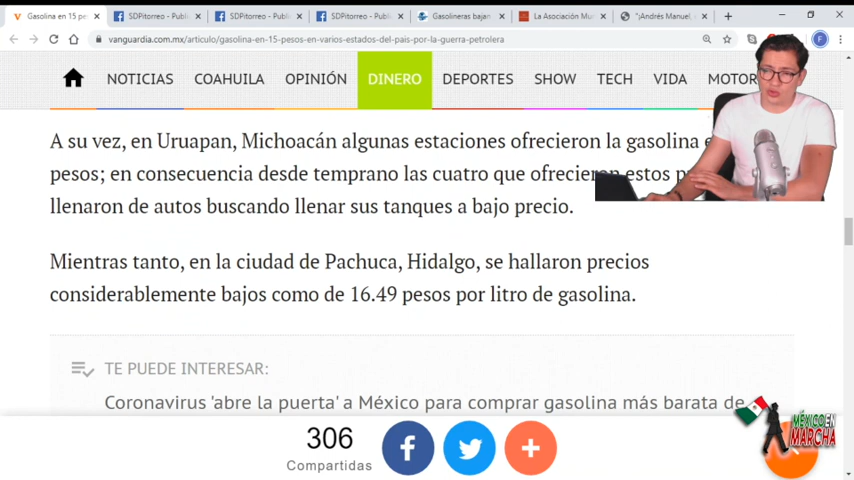 Gasolina en 15 pe
SDPitorreo - Publi
SDPitorreo - Publi
SDPitorreo - Publi
Gasolineras bajan
La Asociación Mun
"¡Andrés Manuel,
vanguardia.com.mx/articulo/gasolina-en-15-pesos-en-varios-estados-del-pais-por-la-guerra-petrolera
F
NOTICIAS COAHUILA OPINIÓN DINERO DEPORTES SHOW TECH VIDA MOTOR
A su vez, en Uruapan, Michoacán algunas estaciones ofrecieron la gasolina
pesos; en consecuencia desde temprano las cuatro que ofrecieron estos
llenaron de autos buscando llenar sus tanques a bajo precio.
Mientras tanto, en la ciudad de Pachuca, Hidalgo, se hallaron precios
considerablemente bajos como de 16.49 pesos por litro de gasolina.
TE PUEDE INTERESAR:
Coronavirus 'abre la puerta' a México para comprar gasolina más barata de
306
Compartidas
MÉXICO EN
MARCHA